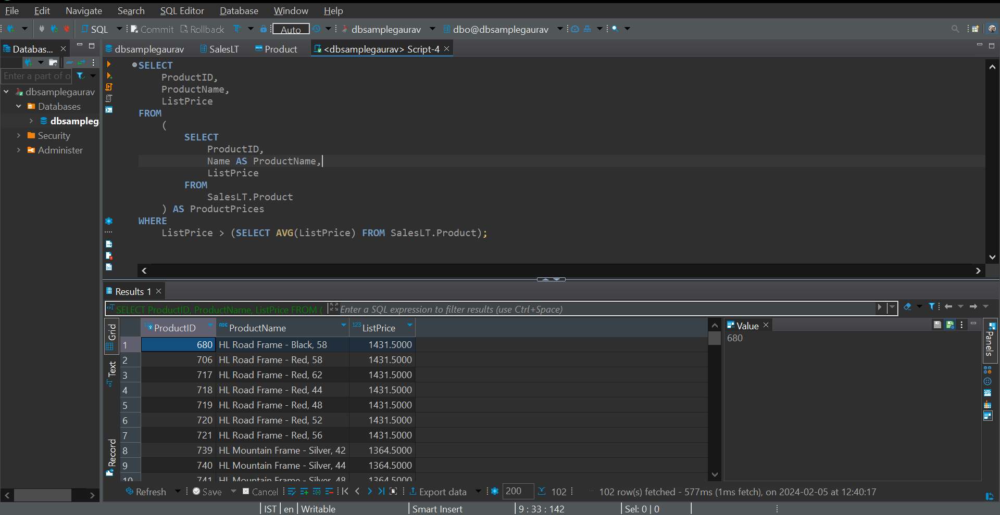 File Edit Navigate Search SQL Editor Database Window Help
SQL Commit Rollback Auto dbsamplegaurav dbo@dbsamplegaurav
Databas...
dbsamplegaurav SalesLT Product <dbsamplegaurav> Script-4
Enter a part of o
dbsamplegaurav
Databases
dbsampleg
Security
Administer
SELECT
ProductID,
ProductName,
ListPrice
FROM
(
SELECT
ProductID,
Name AS ProductName,
ListPrice
FROM
SalesLT.Product
) AS ProductPrices
WHERE
ListPrice > (SELECT AVG(ListPrice) FROM SalesLT.Product);
Results 1
SELECT ProductID, ProductName, ListPrice FROM ( Enter a SQL expression to filter results (use Ctrl+Space)
Grid
Text
Record
ProductID ProductName ListPrice
1 680 HL Road Frame - Black, 58 1431.5000
2 706 HL Road Frame - Red, 58 1431.5000
3 717 HL Road Frame - Red, 62 1431.5000
4 718 HL Road Frame - Red, 44 1431.5000
5 719 HL Road Frame - Red, 48 1431.5000
6 720 HL Road Frame - Red, 52 1431.5000
7 721 HL Road Frame - Red, 56 1431.5000
8 739 HL Mountain Frame - Silver, 42 1364.5000
9 740 HL Mountain Frame - Silver, 44 1364.5000
10 741 HL Mountain Frame - Silver, 48 1364.5000
Value
680
Panels
Refresh Save Cancel Export data 200 102 102 row(s) fetched - 577ms (1ms fetch), on 2024-02-05 at 12:40:17
IST en Writable Smart Insert 9 : 33 : 142 Sel: 0 | 0